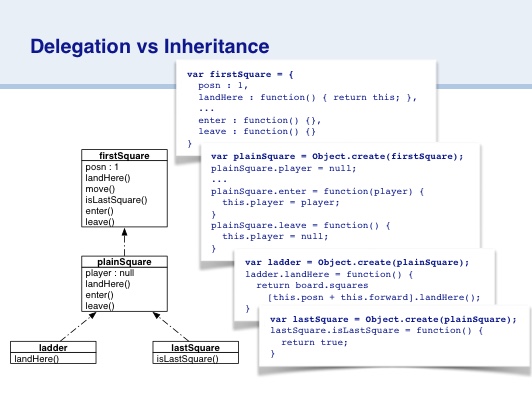 Delegation vs Inheritance
var firstSquare = {
posn : 1,
landHere : function() { return this; },
...
enter : function() {},
leave : function() {}
}
var plainSquare = Object.create(firstSquare);
plainSquare.player = null;
...
plainSquare.enter = function(player) {
this.player = player;
}
plainSquare.leave = function() {
this.player = null;
}
var ladder = Object.create(plainSquare);
ladder.landHere = function() {
return board.squares
[this.posn + this.forward].landHere();
}
var lastSquare = Object.create(plainSquare);
lastSquare.isLastSquare = function() {
return true;
}
firstSquare
posn : 1
landHere()
move()
isLastSquare()
enter()
leave()
plainSquare
player : null
landHere()
enter()
leave()
ladder
landHere()
lastSquare
isLastSquare()